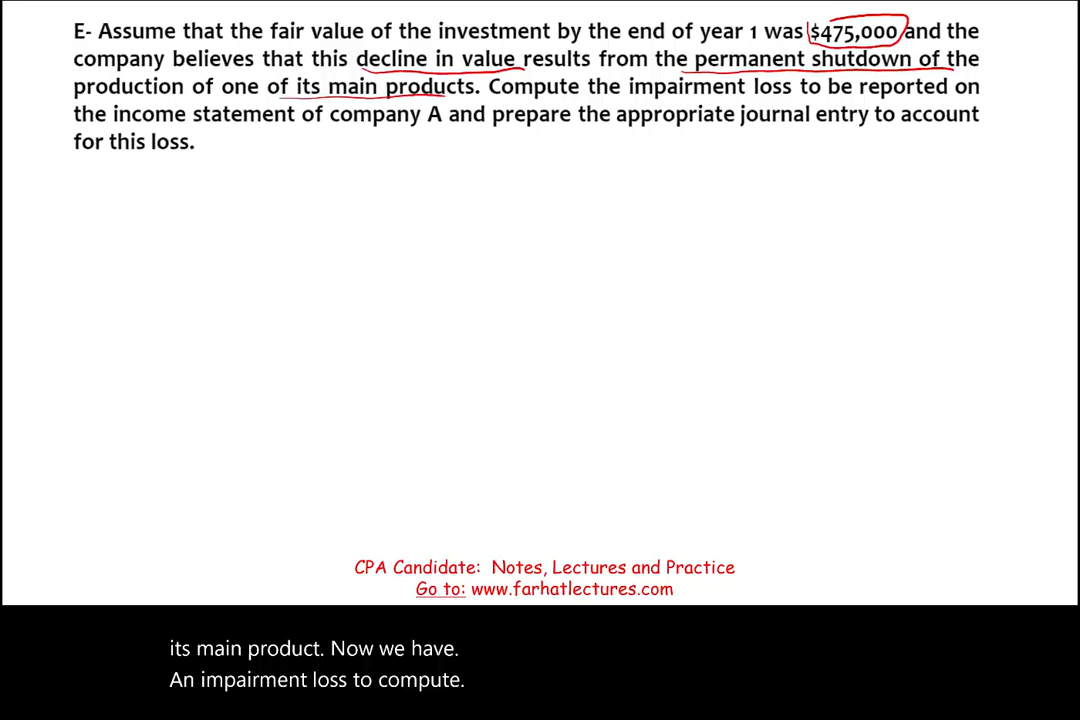 E- Assume that the fair value of the investment by the end of year 1 was $475,000 and the
company believes that this decline in value results from the permanent shutdown of the
production of one of its main products. Compute the impairment loss to be reported on
the income statement of company A and prepare the appropriate journal entry to account
for this loss.
CPA Candidate: Notes, Lectures and Practice
Go to: www.farhatlectures.com
its main product. Now we have.
An impairment loss to compute.